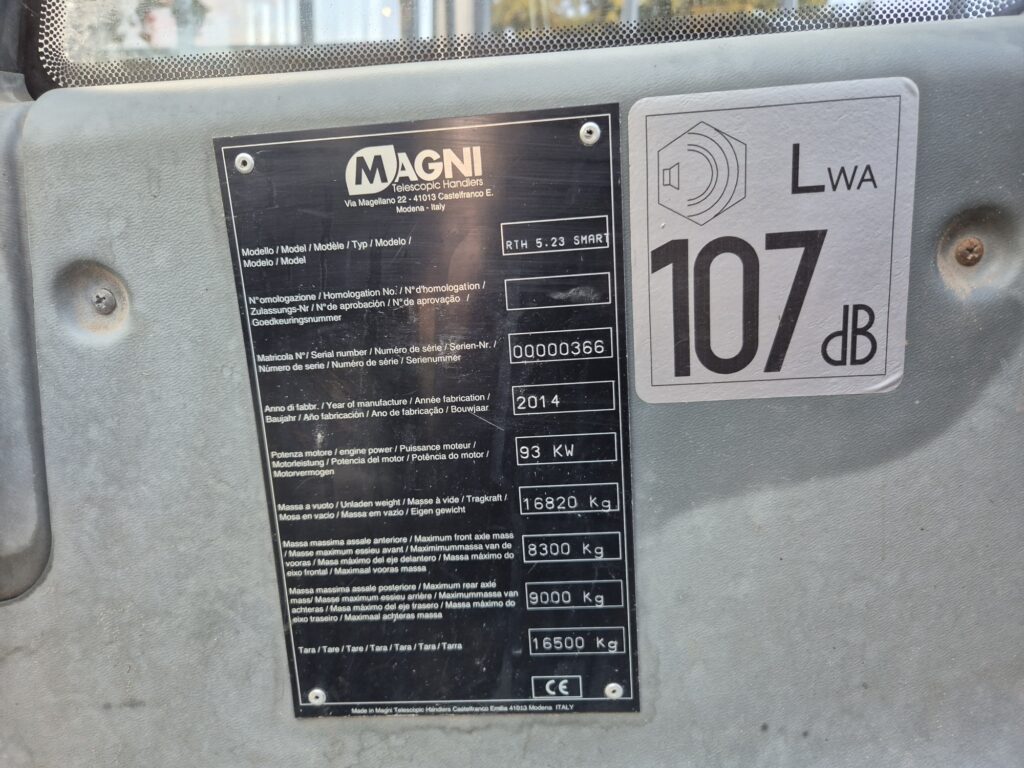 MAGNI
Telescopic Handlers
Via Magellano 22 - 41013 Castelfranco E.
Modena - Italy
Modello / Model / Modèle / Typ / Modelo /
Modelo / Model
RTH 5.23 SMART
N°omologazione / Homologation No. / N°d'homologation /
Zulassungs-Nr / N°de aprobación / N°de aprovação /
Goedkeuringsnummer
Matricola N°/ Serial number / Numéro de série / Serien-Nr. /
Número de serie / Numéro de série / Serienummer
00000366
Anno di fabbr. / Year of manufacture / Année fabrication /
Baujahr / Año fabricación / Ano de fabricação / Bouwjaar
2014
Potenza motore / engine power / Puissance moteur /
Motorleistung / Potencia del motor / Potência do motor /
Motorvermogen
93 KW
Massa a vuoto / Unladen weight / Masse à vide / Tragkraft /
Mosa en vacio / Massa em vazio / Eigen gewicht
16820 Kg
Massa massima assale anteriore / Maximum front axle mass
/ Masse maximum essieu avant / Maximimummassa van de
vooras / Masa máximo del eje delantero / Massa máximo do
eixo frontal / Maximaal vooras massa
8300 Kg
Massa massima assale posteriore / Maximum rear axle
mass/ Masse maximum essieu arrière / Maximummassa van
achteras / Masa máximo del eje trasero / Massa máximo do
eixo traseiro / Maximaal achteras massa
9000 Kg
Tara / Tare / Tare / Tara / Tara / Tara / Tarra
16500 Kg
CE
Made in Magni Telescopic Handlers Castelfranco Emilia 41013 Modena ITALY
LWA
107
dB